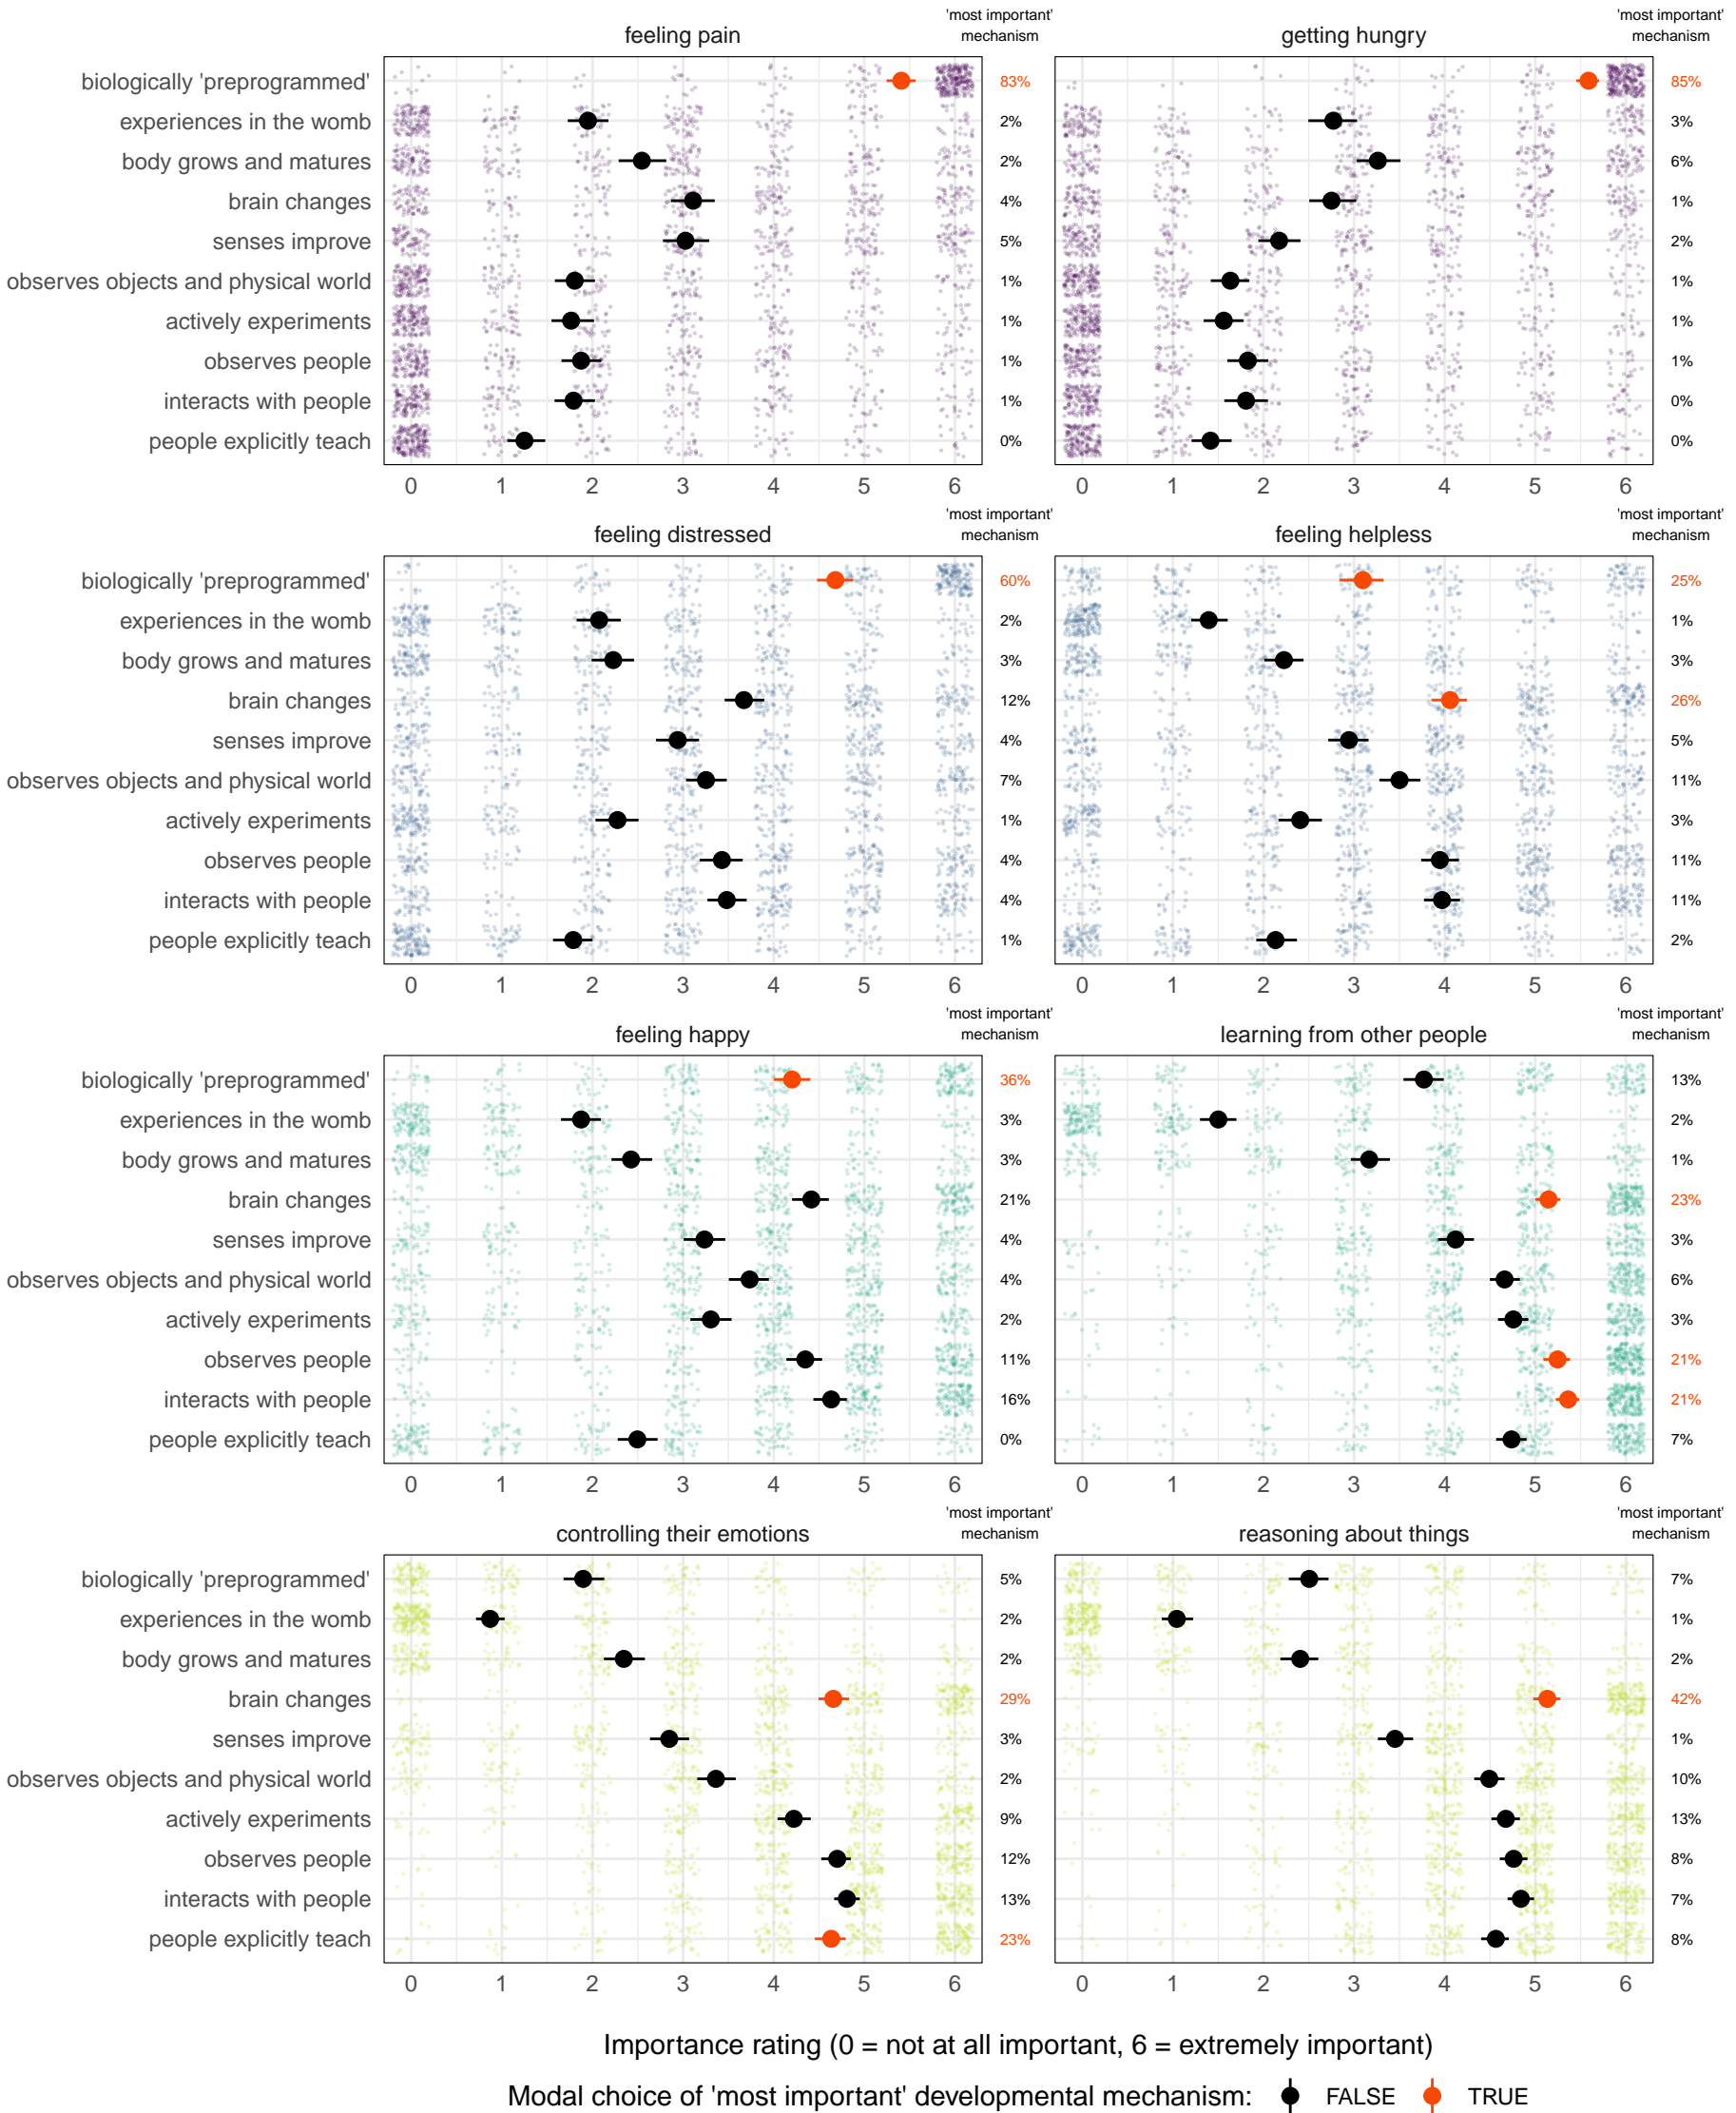 'most important'
mechanism
'most important'
mechanism
feeling pain
getting hungry
biologically 'preprogrammed' 83% 85%
experiences in the womb 2% 3%
body grows and matures 2% 6%
brain changes 4% 1%
senses improve 5% 2%
observes objects and physical world 1% 1%
actively experiments 1% 1%
observes people 1% 1%
interacts with people 1% 0%
people explicitly teach 0% 0%
0 1 2 3 4 5 6 0 1 2 3 4 5 6
'most important'
mechanism
'most important'
mechanism
feeling distressed
feeling helpless
biologically 'preprogrammed' 60% 25%
experiences in the womb 2% 1%
body grows and matures 3% 3%
brain changes 12% 26%
senses improve 4% 5%
observes objects and physical world 7% 11%
actively experiments 1% 3%
observes people 4% 11%
interacts with people 4% 11%
people explicitly teach 1% 2%
0 1 2 3 4 5 6 0 1 2 3 4 5 6
'most important'
mechanism
'most important'
mechanism
feeling happy
learning from other people
biologically 'preprogrammed' 36% 13%
experiences in the womb 3% 2%
body grows and matures 3% 1%
brain changes 21% 23%
senses improve 4% 3%
observes objects and physical world 4% 6%
actively experiments 2% 3%
observes people 11% 21%
interacts with people 16% 21%
people explicitly teach 0% 7%
0 1 2 3 4 5 6 0 1 2 3 4 5 6
'most important'
mechanism
'most important'
mechanism
controlling their emotions
reasoning about things
biologically 'preprogrammed' 5% 7%
experiences in the womb 2% 1%
body grows and matures 2% 2%
brain changes 29% 42%
senses improve 3% 1%
observes objects and physical world 2% 10%
actively experiments 9% 13%
observes people 12% 8%
interacts with people 13% 7%
people explicitly teach 23% 8%
0 1 2 3 4 5 6 0 1 2 3 4 5 6
Importance rating (0 = not at all important, 6 = extremely important)
Modal choice of 'most important' developmental mechanism: FALSE TRUE